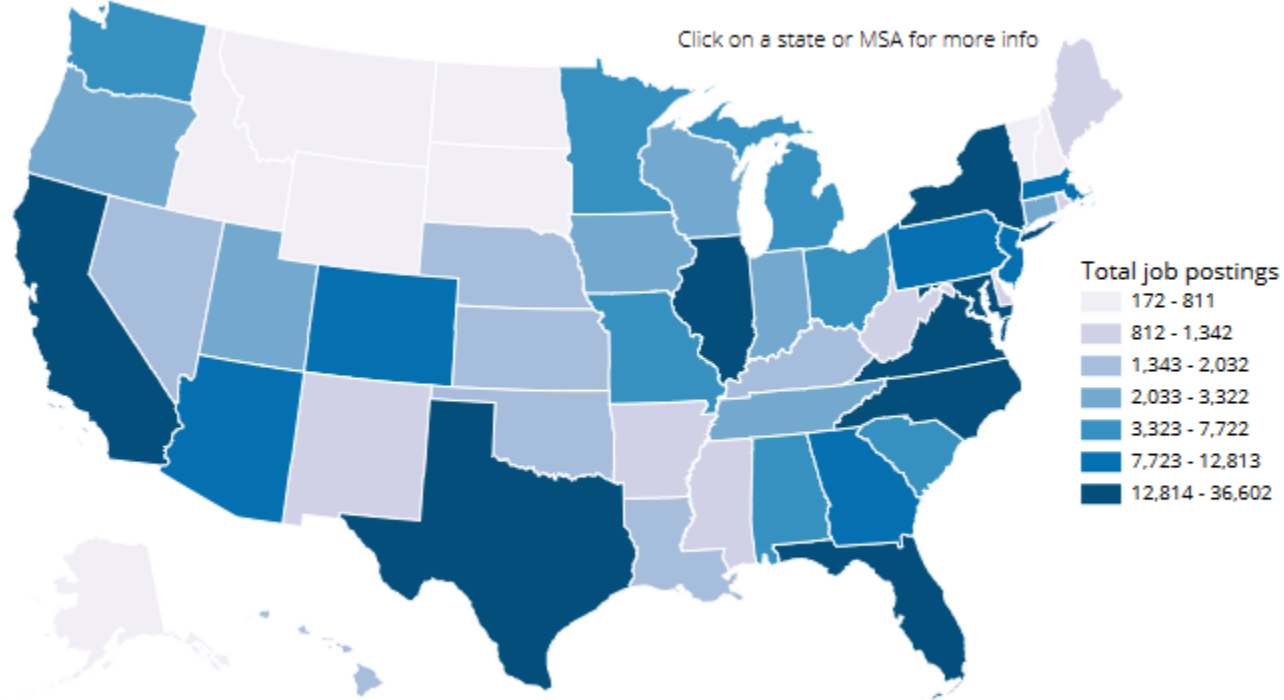 Click on a state or MSA for more info
Total job postings
172 - 811
812 - 1,342
1,343 - 2,032
2,033 - 3,322
3,323 - 7,722
7,723 - 12,813
12,814 - 36,602